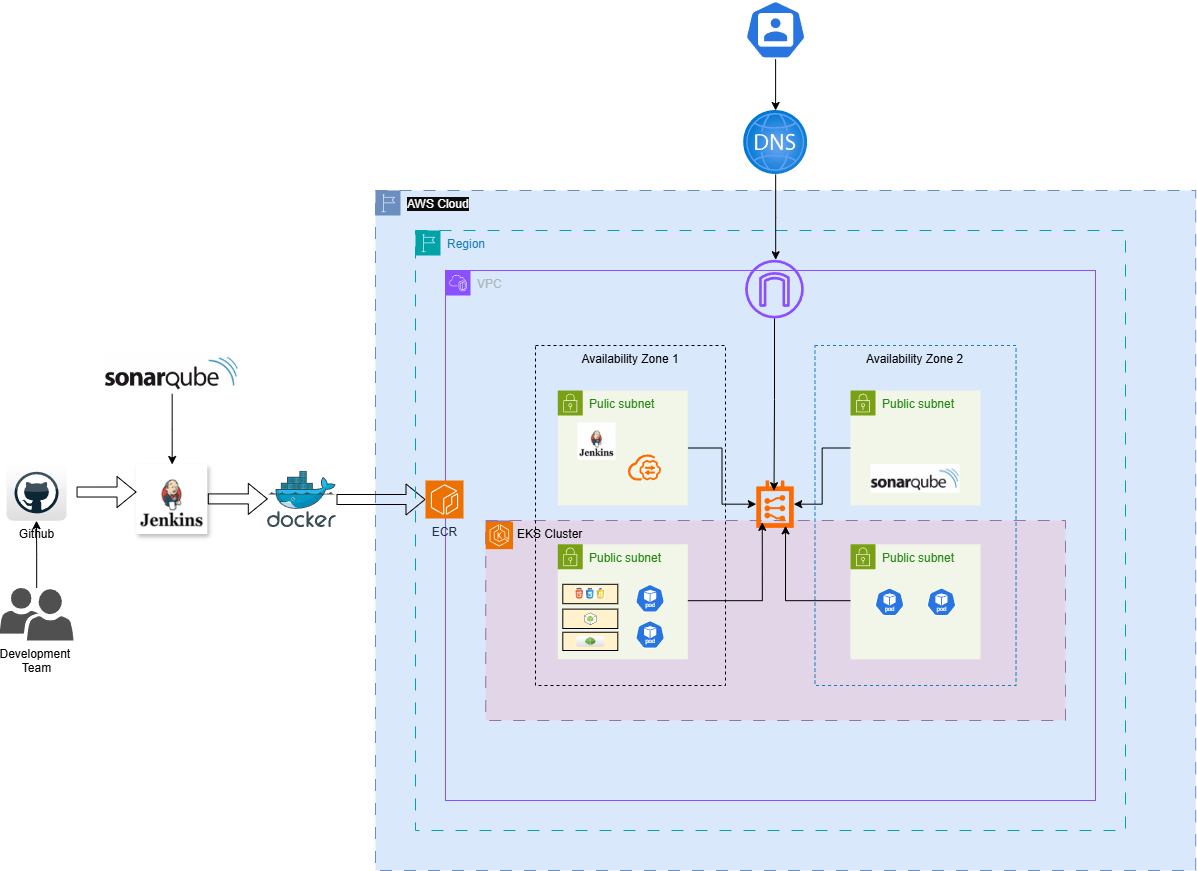 DNS
AWS Cloud
Region
VPC
Availability Zone 1
Availability Zone 2
sonarqube
Pulic subnet
Public subnet
Jenkins
sonarqube
Github
Jenkins
docker
ECR
EKS Cluster
Public subnet
Public subnet
pod
pod
pod
pod
Development
Team